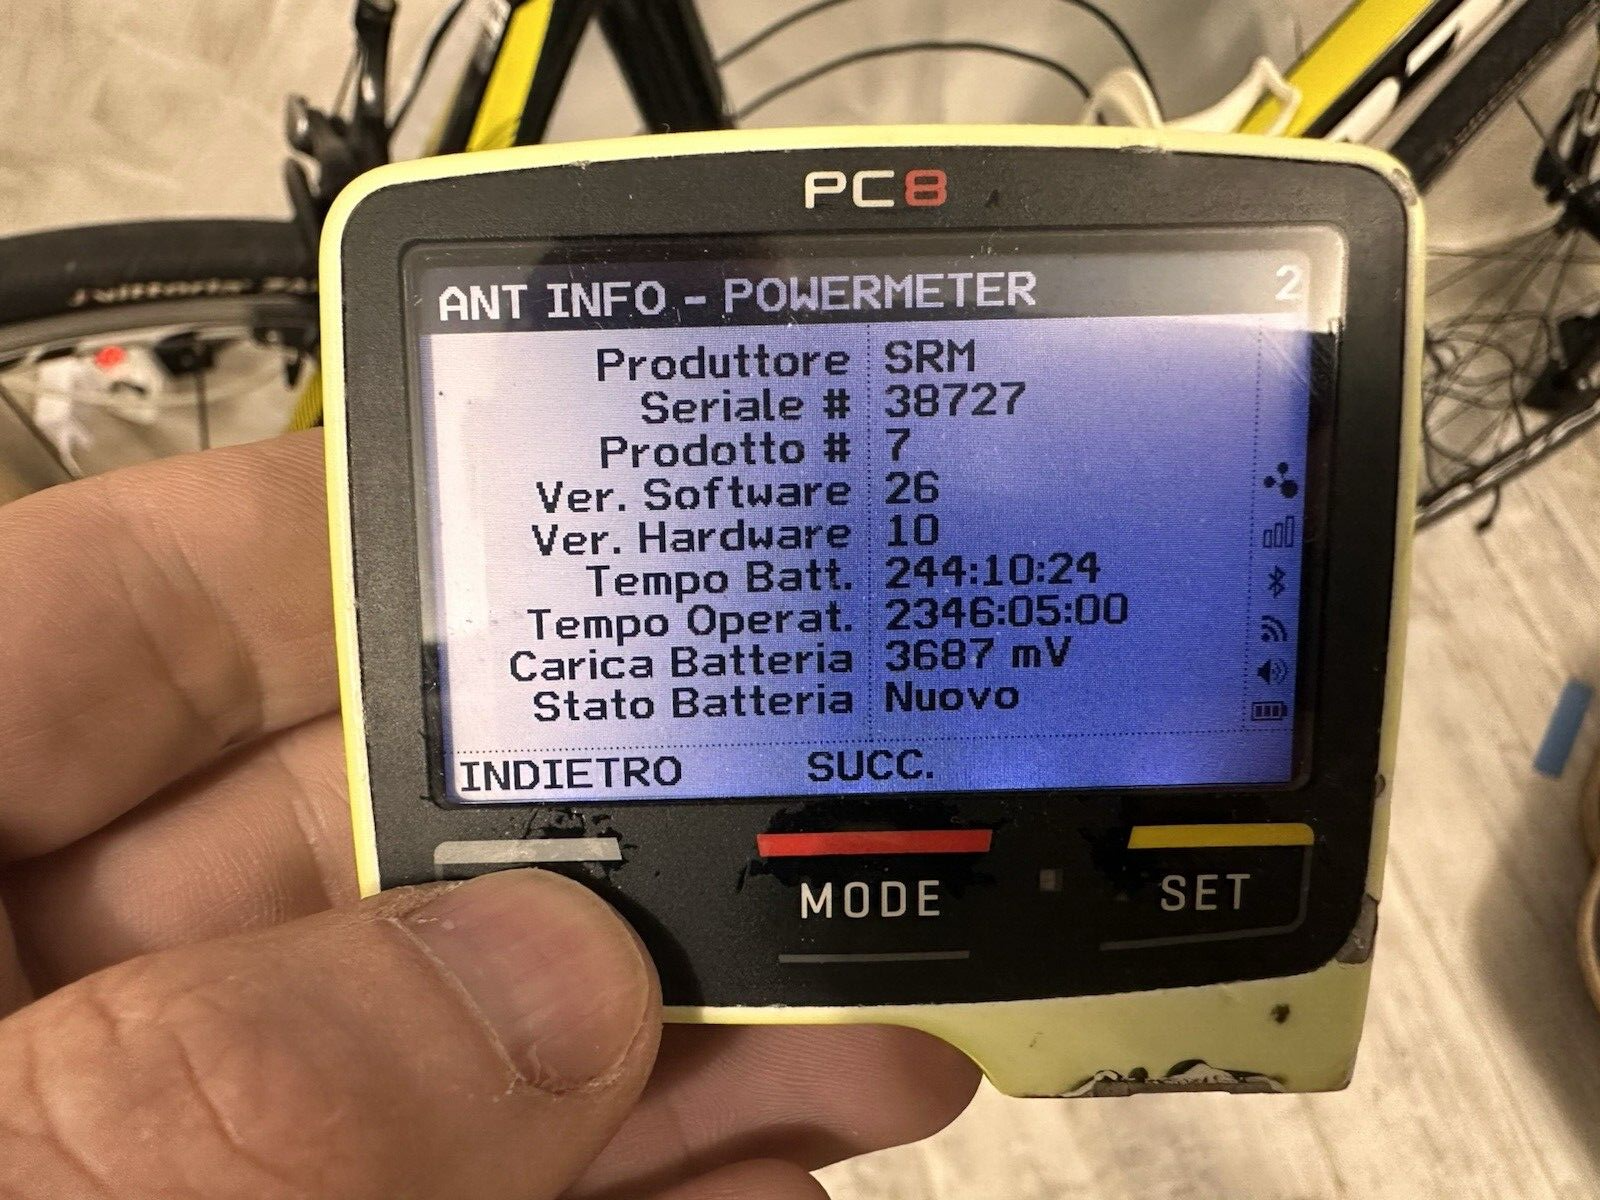 PC8
ANT INFO - POWERMETER 2
Produttore SRM
Seriale # 38727
Prodotto # 7
Ver. Software 26
Ver. Hardware 10
Tempo Batt. 244:10:24
Tempo Operat. 2346:05:00
Carica Batteria 3687 mV
Stato Batteria Nuovo
INDIETRO SUCC.
MODE SET